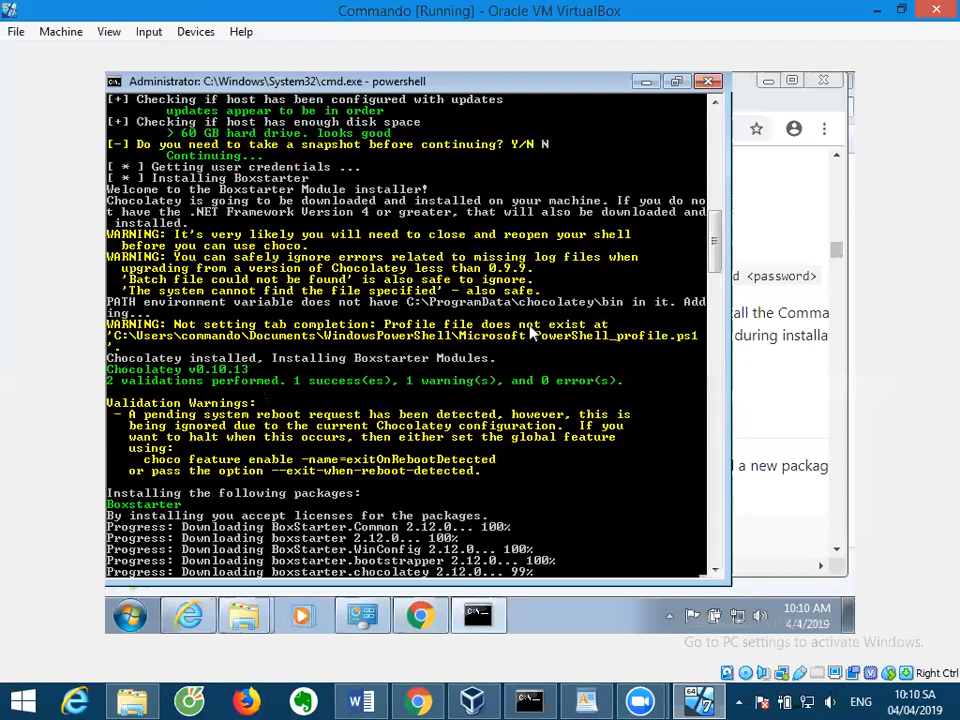 Commando [Running] - Oracle VM VirtualBox
File Machine View Input Devices Help
Administrator: C:\Windows\System32\cmd.exe - powershell
[+] Checking if host has been configured with updates
updates appear to be in order
[+] Checking if host has enough disk space
> 60 GB hard drive. looks good
[-] Do you need to take a snapshot before continuing? Y/N N
Continuing...
[ * ] Getting user credentials ...
[ * ] Installing Boxstarter
Welcome to the Boxstarter Module installer!
Chocolatey is going to be downloaded and installed on your machine. If you do no
t have the .NET Framework Version 4 or greater, that will also be downloaded and
installed.
WARNING: It's very likely you will need to close and reopen your shell
before you can use choco.
WARNING: You can safely ignore errors related to missing log files when
upgrading from a version of Chocolatey less than 0.9.9.
'Batch file could not be found' is also safe to ignore.
'The system cannot find the file specified' - also safe.
PATH environment variable does not have C:\ProgramData\chocolatey\bin in it. Add
ing...
WARNING: Not setting tab completion: Profile file does not exist at
'C:\Users\commando\Documents\WindowsPowerShell\Microsoft.PowerShell_profile.ps1
'.
Chocolatey installed, Installing Boxstarter Modules.
Chocolatey v0.10.13
2 validations performed. 1 success(es), 1 warning(s), and 0 error(s).
Validation Warnings:
- A pending system reboot request has been detected, however, this is
being ignored due to the current Chocolatey configuration. If you
want to halt when this occurs, then either set the global feature
using:
choco feature enable -name=exitOnRebootDetected
or pass the option --exit-when-reboot-detected.
Installing the following packages:
Boxstarter
By installing you accept licenses for the packages.
Progress: Downloading BoxStarter.Common 2.12.0... 100%
Progress: Downloading boxstarter 2.12.0... 100%
Progress: Downloading BoxStarter.WinConfig 2.12.0... 100%
Progress: Downloading boxstarter.bootstrapper 2.12.0... 100%
Progress: Downloading boxstarter.chocolatey 2.12.0... 99%
d <password>
tall the Comma
during installa
d a new packag
10:10 AM
4/4/2019
Go to PC settings to activate Windows.
Right Ctrl
64
7
ENG
10:10 SA
04/04/2019